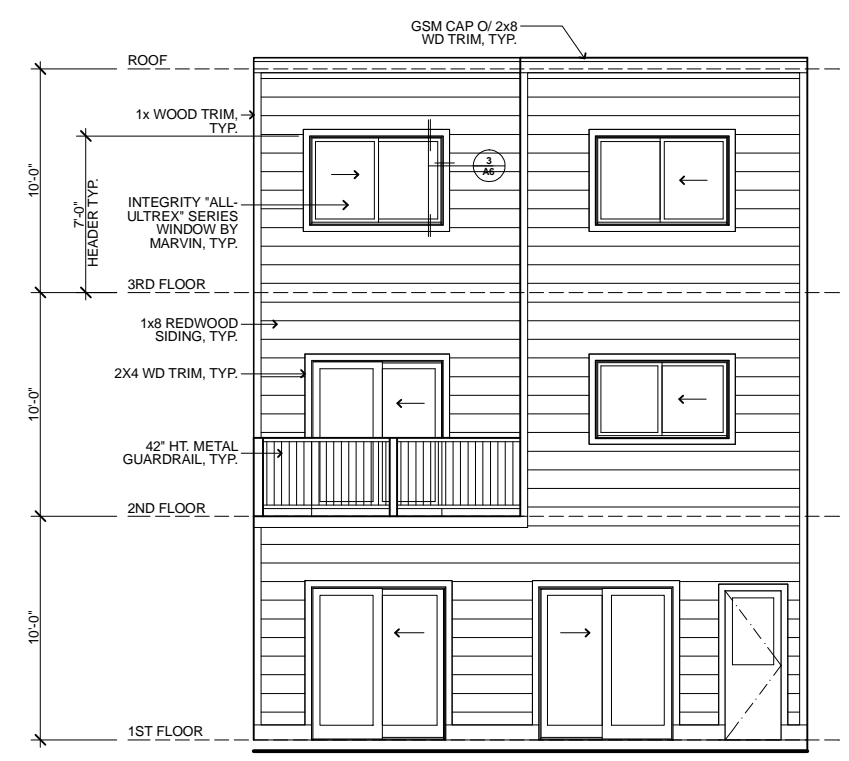 GSM CAP O/ 2x8
WD TRIM, TYP.
ROOF
1x WOOD TRIM,
TYP.
3
A6
10'-0"
7'-0"
HEADER TYP.
INTEGRITY "ALL-
ULTREX" SERIES
WINDOW BY
MARVIN, TYP.
3RD FLOOR
1x8 REDWOOD
SIDING, TYP.
2X4 WD TRIM, TYP.
10'-0"
42" HT. METAL
GUARDRAIL, TYP.
2ND FLOOR
10'-0"
1ST FLOOR